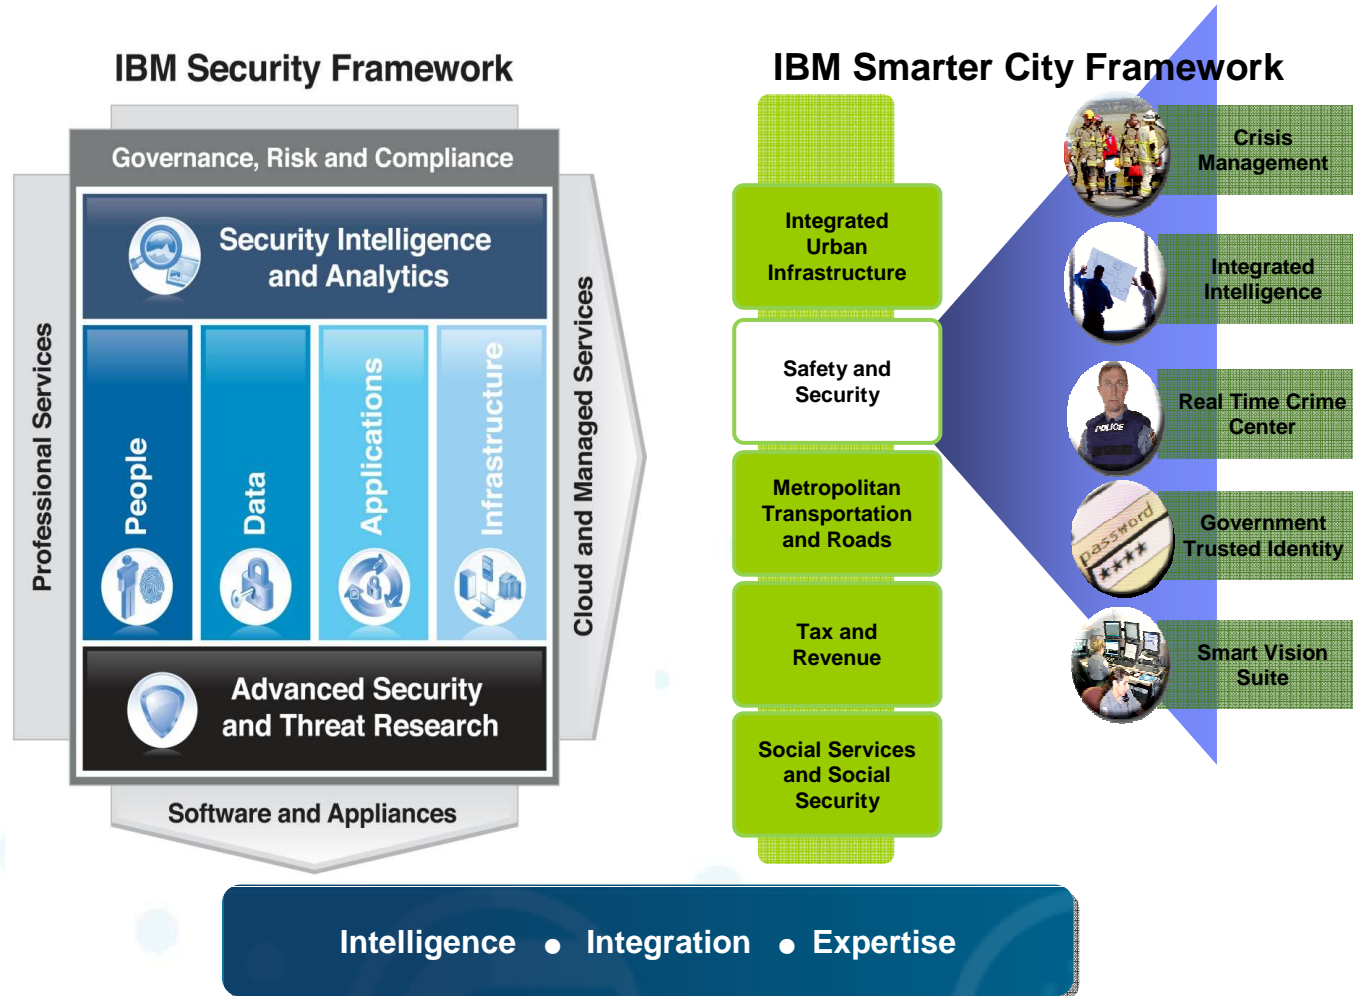 IBM Security Framework
Governance, Risk and Compliance
Security Intelligence
and Analytics
Professional Services
People
Data
Applications
Infrastructure
Cloud and Managed Services
Advanced Security
and Threat Research
Software and Appliances
IBM Smarter City Framework
Integrated
Urban
Infrastructure
Safety and
Security
Metropolitan
Transportation
and Roads
Tax and
Revenue
Social Services
and Social
Security
Crisis
Management
Integrated
Intelligence
POLICE
Real Time Crime
Center
password
****
Government
Trusted Identity
Smart Vision
Suite
Intelligence ● Integration ● Expertise